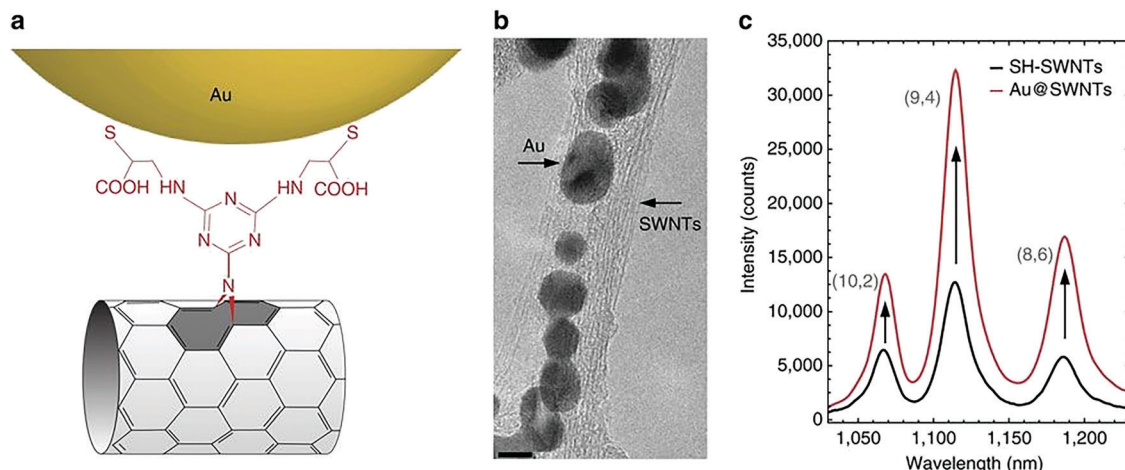 a
Au
S
S
COOH
HN
HN
COOH
N
N
N
N
b
Au
SWNTs
c
Intensity (counts)
35,000
30,000
25,000
20,000
15,000
10,000
5,000
0
SH-SWNTs
Au@SWNTs
(9,4)
(10,2)
(8,6)
1,050
1,100
1,150
1,200
Wavelength (nm)